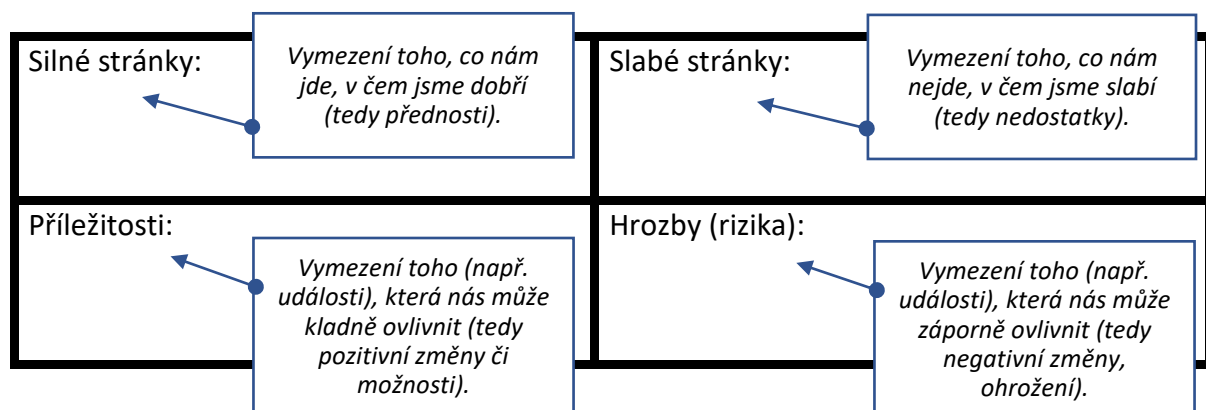 Silné stránky:
Vymezení toho, co nám
jde, v čem jsme dobří
(tedy přednosti).
Slabé stránky:
Vymezení toho, co nám
nejde, v čem jsme slabí
(tedy nedostatky).
Příležitosti:
Vymezení toho (např.
události), která nás může
kladně ovlivnit (tedy
pozitivní změny či
možnosti).
Hrozby (rizika):
Vymezení toho (např.
události), která nás může
záporně ovlivnit (tedy
negativní změny,
ohrožení).